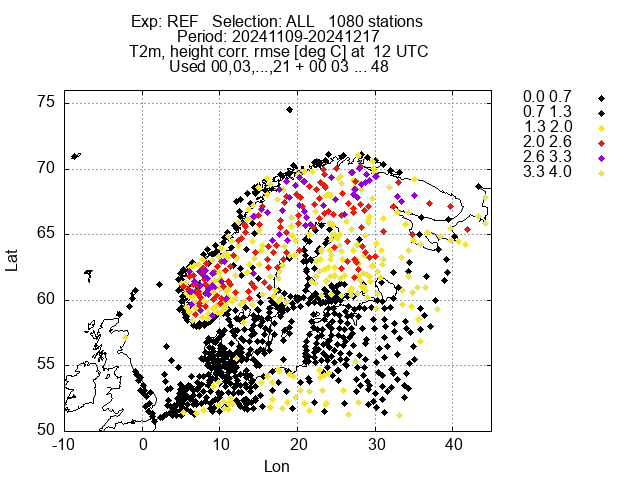 Exp: REF   Selection: ALL   1080 stations
Period: 20241109-20241217
T2m, height corr. rmse [deg C] at  12 UTC
Used 00,03,...,21 + 00 03 ... 48
0.0 0.7
0.7 1.3
1.3 2.0
2.0 2.6
2.6 3.3
3.3 4.0
75
70
65
60
55
50
Lat
-10 0 10 20 30 40
Lon